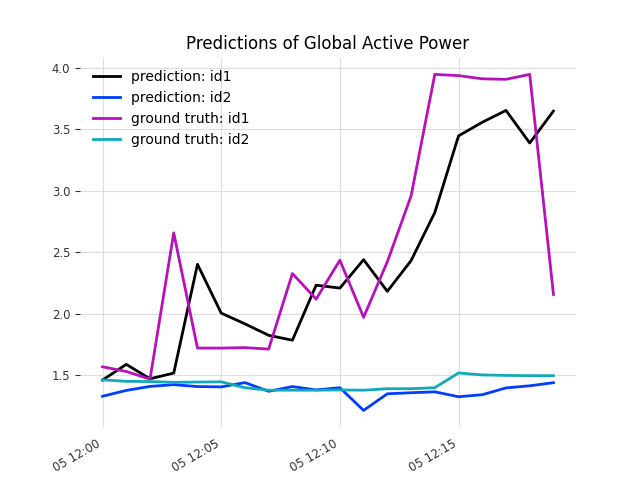 Predictions of Global Active Power
prediction: id1
prediction: id2
ground truth: id1
ground truth: id2
4.0
3.5
3.0
2.5
2.0
1.5
05 12:00
05 12:05
05 12:10
05 12:15